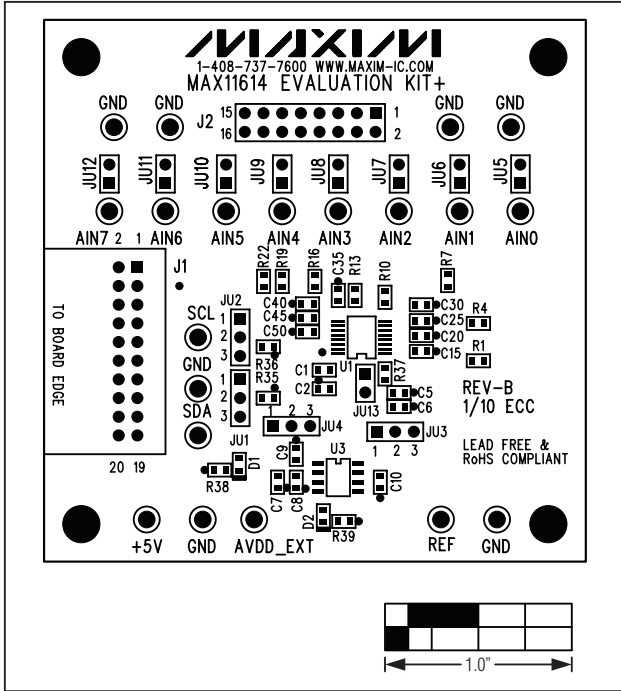 MAXIM
1-408-737-7600 WWW.MAXIM-IC.COM
MAX11614 EVALUATION KIT+
GND
GND
J2
15
1
16
2
GND
GND
JU12
JU11
JU10
JU9
JU8
JU7
JU6
JU5
AIN7
AIN6
AIN5
AIN4
AIN3
AIN2
AIN1
AIN0
2 1
J1
TO BOARD EDGE
20 19
R22
R19
R16
C35
R13
R10
R7
SCL
JU2
1
2
3
C40
C45
C50
C30
C25
C20
C15
R4
R1
GND
R36
R35
1
2
3
C1
C2
U1
R37
JU13
C5
C6
REV-B
1/10 ECC
SDA
JU1
1 2 3
JU4
JU3
1 2 3
LEAD FREE &
RoHS COMPLIANT
R38
D1
C9
U3
C7
C8
C10
D2
R39
+5V
GND
AVDD_EXT
REF
GND
1.0"